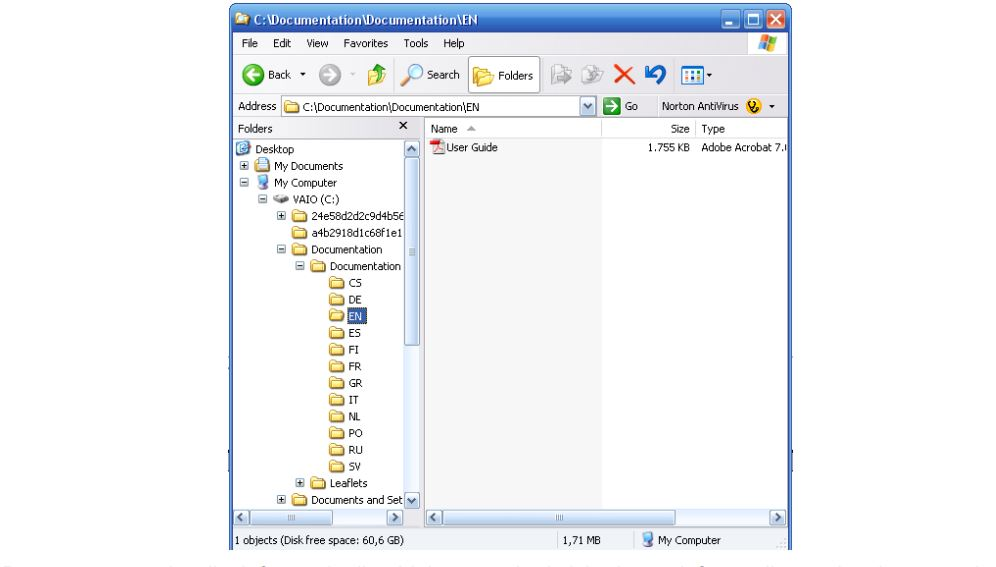 C:\Documentation\Documentation\EN
File Edit View Favorites Tools Help
Back Search Folders
Address C:\Documentation\Documentation\EN Go Norton AntiVirus
Folders
Name Size Type
Desktop
My Documents
My Computer
VAIO (C:)
24e58d2d2c9d4b56
a4b2918d1c68f1e1
Documentation
Documentation
CS
DE
EN
ES
FI
FR
GR
IT
NL
PO
RU
SV
Leaflets
Documents and Set
User Guide 1.755 KB Adobe Acrobat 7.
1 objects (Disk free space: 60,6 GB) 1,71 MB My Computer